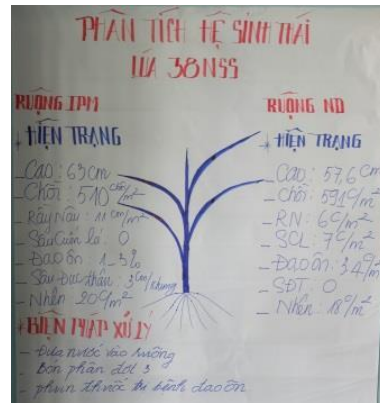 PHÂN TÍCH HỆ SINH THÁI
LÚA 38NSS
RUỘNG IPM
+ HIỆN TRẠNG
_ Cao: 63cm
_ Chồi: 510 chồi/m²
_ Rầy Nâu: 11 con/m²
_ Sâu Cuốn lá: 0
_ Đạo ôn 1-3%
_ Sâu Đục thân: 3 con/khung
_ Nhện 20c/m²
+ BIỆN PHÁP XỬ LÝ
_ Đưa nước vào ruộng
_ Bón phân đợt 3
_ phun thuốc trừ bệnh đạo ôn
RUỘNG ND
+ HIỆN TRẠNG
_ Cao: 57,6cm
_ Chồi: 591c/m²
_ RN: 6c/m²
_ SCL: 7c/m²
_ Đạo ôn: 3,4c/m²
_ SĐT: 0
_ Nhện: 18c/m²